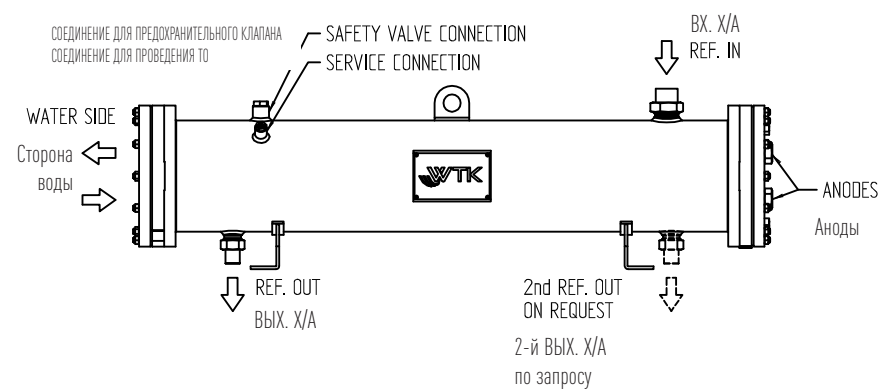 СОЕДИНЕНИЕ ДЛЯ ПРЕДОХРАНИТЕЛЬНОГО КЛАПАНА
СОЕДИНЕНИЕ ДЛЯ ПРОВЕДЕНИЯ ТО
SAFETY VALVE CONNECTION
SERVICE CONNECTION
ВХ. Х/А
REF. IN
WATER SIDE
Сторона
воды
WTK
ANODES
Аноды
REF. OUT
ВЫХ. Х/А
2nd REF. OUT
ON REQUEST
2-й ВЫХ. Х/А
по запросу